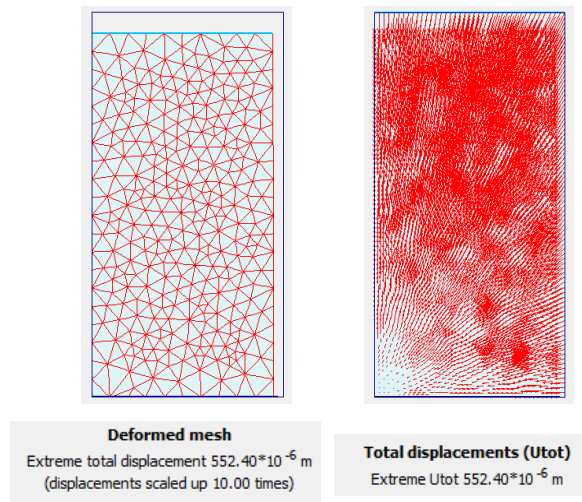 Deformed mesh
Extreme total displacement 552.40*10 -6 m
(displacements scaled up 10.00 times)
Total displacements (Utot)
Extreme Utot 552.40*10 -6 m